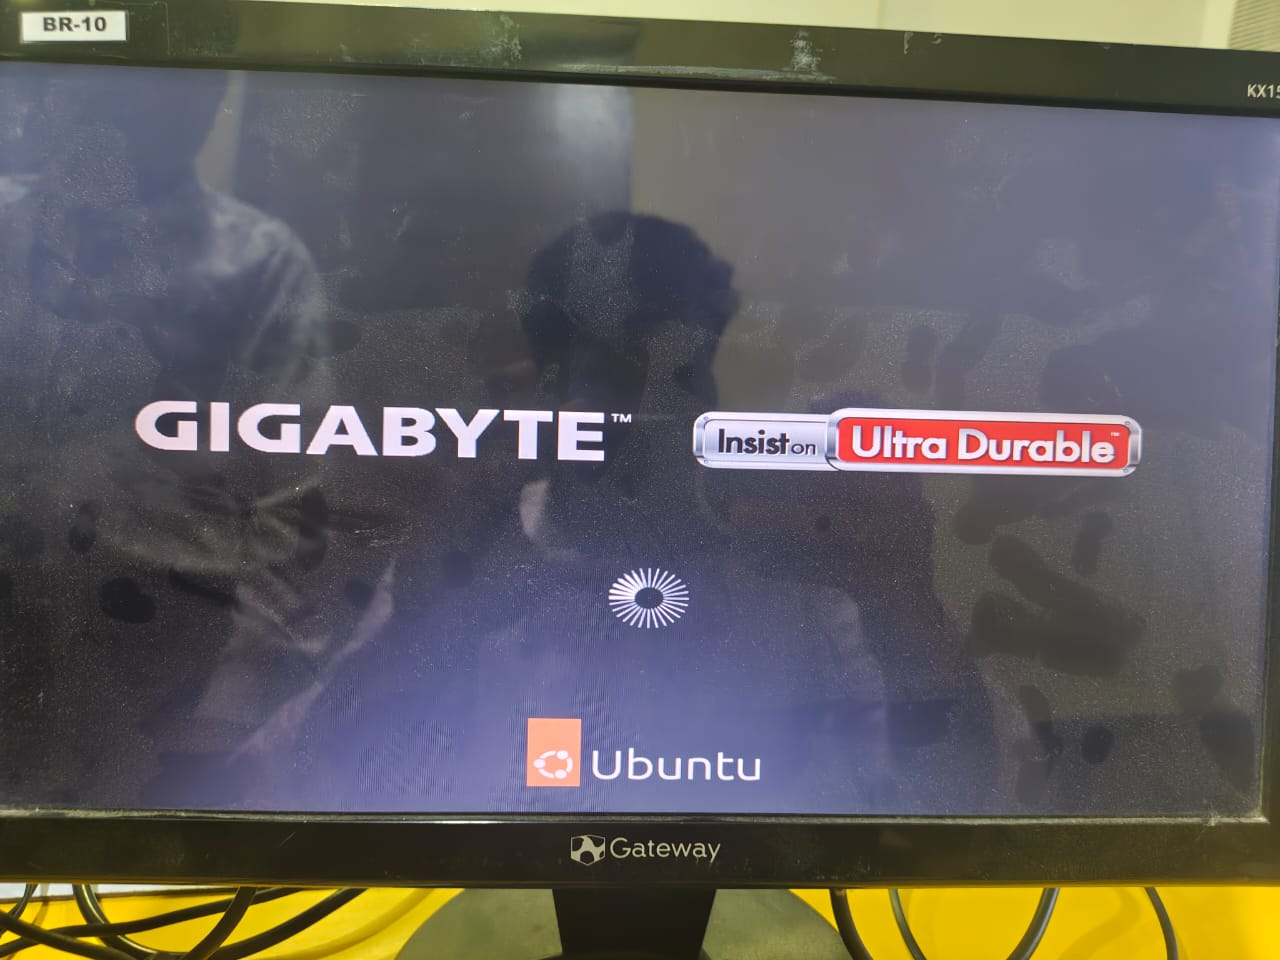 BR-10
KX15
GIGABYTE™
Insist on Ultra Durable™
Ubuntu
Gateway